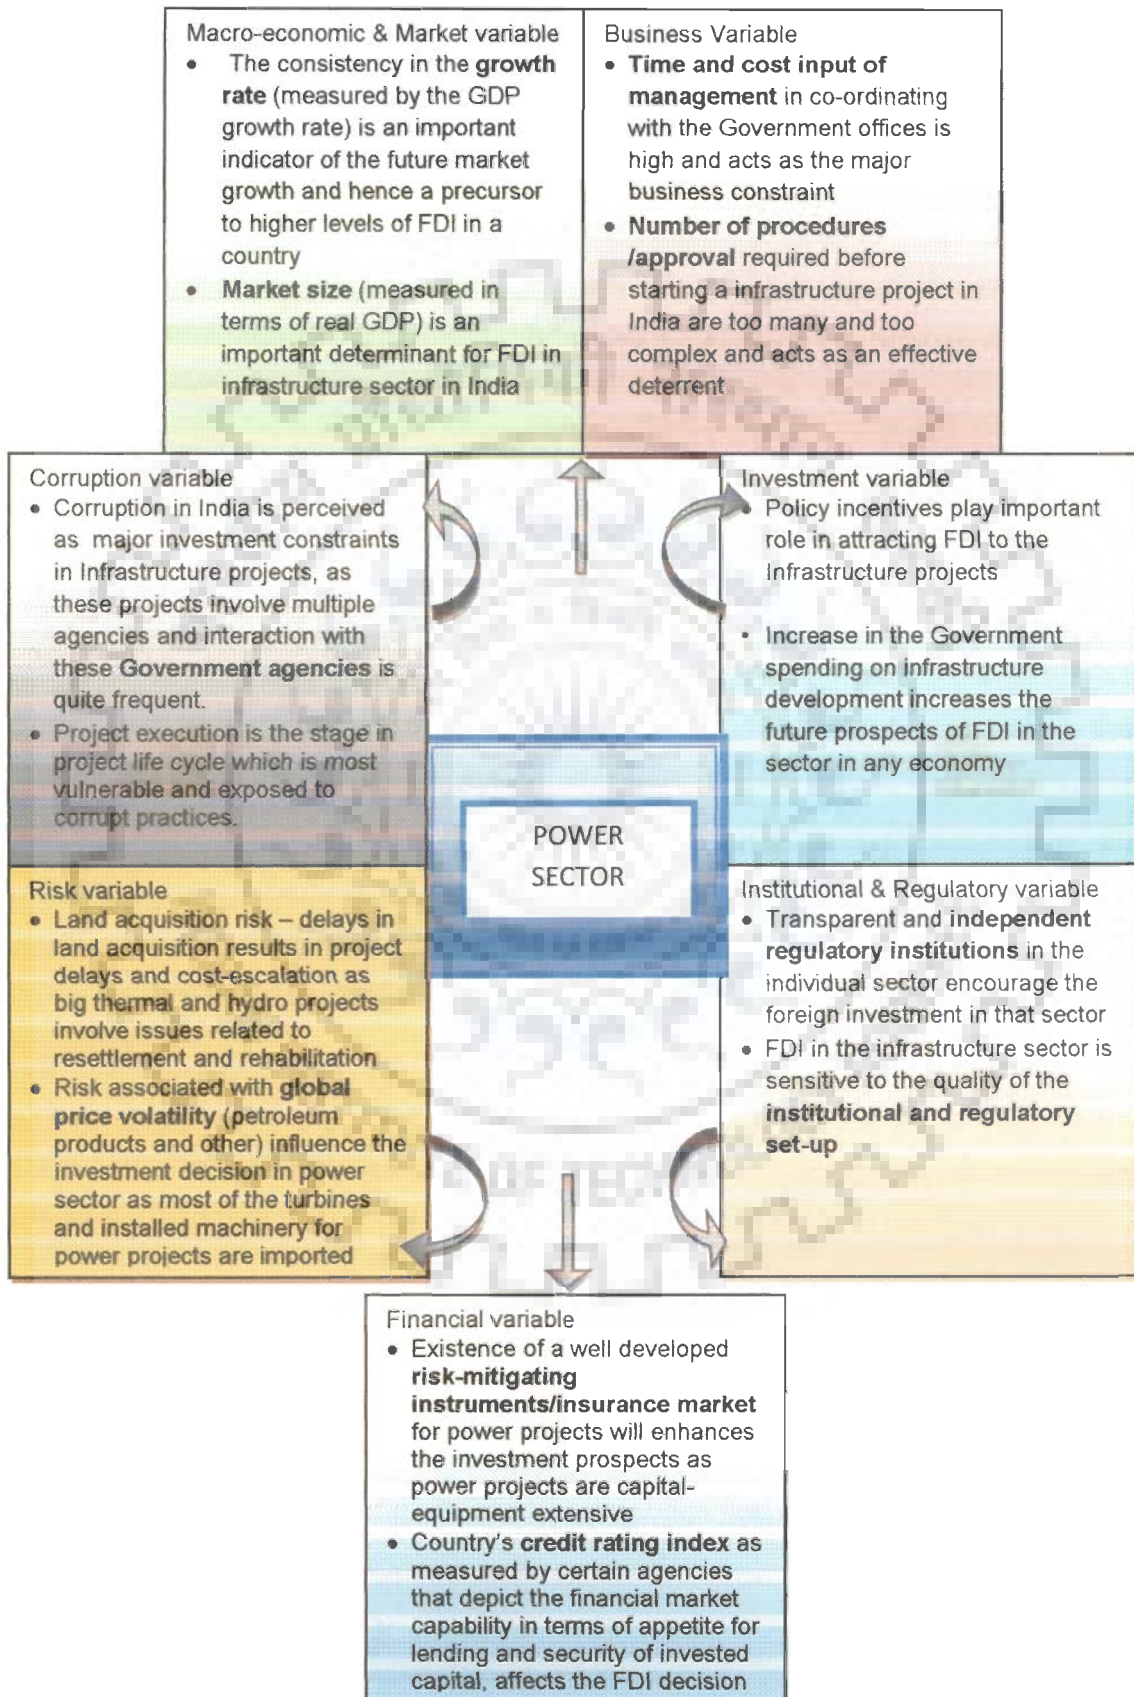 Macro-economic & Market variable
• The consistency in the growth
rate (measured by the GDP
growth rate) is an important
indicator of the future market
growth and hence a precursor
to higher levels of FDI in a
country
• Market size (measured in
terms of real GDP) is an
important determinant for FDI in
infrastructure sector in India
Business Variable
• Time and cost input of
management in co-ordinating
with the Government offices is
high and acts as the major
business constraint
• Number of procedures
/approval required before
starting a infrastructure project in
India are too many and too
complex and acts as an effective
deterrent
Corruption variable
• Corruption in India is perceived
as major investment constraints
in Infrastructure projects, as
these projects involve multiple
agencies and interaction with
these Government agencies is
quite frequent.
• Project execution is the stage in
project life cycle which is most
vulnerable and exposed to
corrupt practices.
Investment variable
• Policy incentives play important
role in attracting FDI to the
Infrastructure projects
• Increase in the Government
spending on infrastructure
development increases the
future prospects of FDI in the
sector in any economy
POWER
SECTOR
Risk variable
• Land acquisition risk – delays in
land acquisition results in project
delays and cost-escalation as
big thermal and hydro projects
involve issues related to
resettlement and rehabilitation
• Risk associated with global
price volatility (petroleum
products and other) influence the
investment decision in power
sector as most of the turbines
and installed machinery for
power projects are imported
Institutional & Regulatory variable
• Transparent and independent
regulatory institutions in the
individual sector encourage the
foreign investment in that sector
• FDI in the infrastructure sector is
sensitive to the quality of the
institutional and regulatory
set-up
Financial variable
• Existence of a well developed
risk-mitigating
instruments/insurance market
for power projects will enhances
the investment prospects as
power projects are capital-
equipment extensive
• Country's credit rating index as
measured by certain agencies
that depict the financial market
capability in terms of appetite for
lending and security of invested
capital, affects the FDI decision